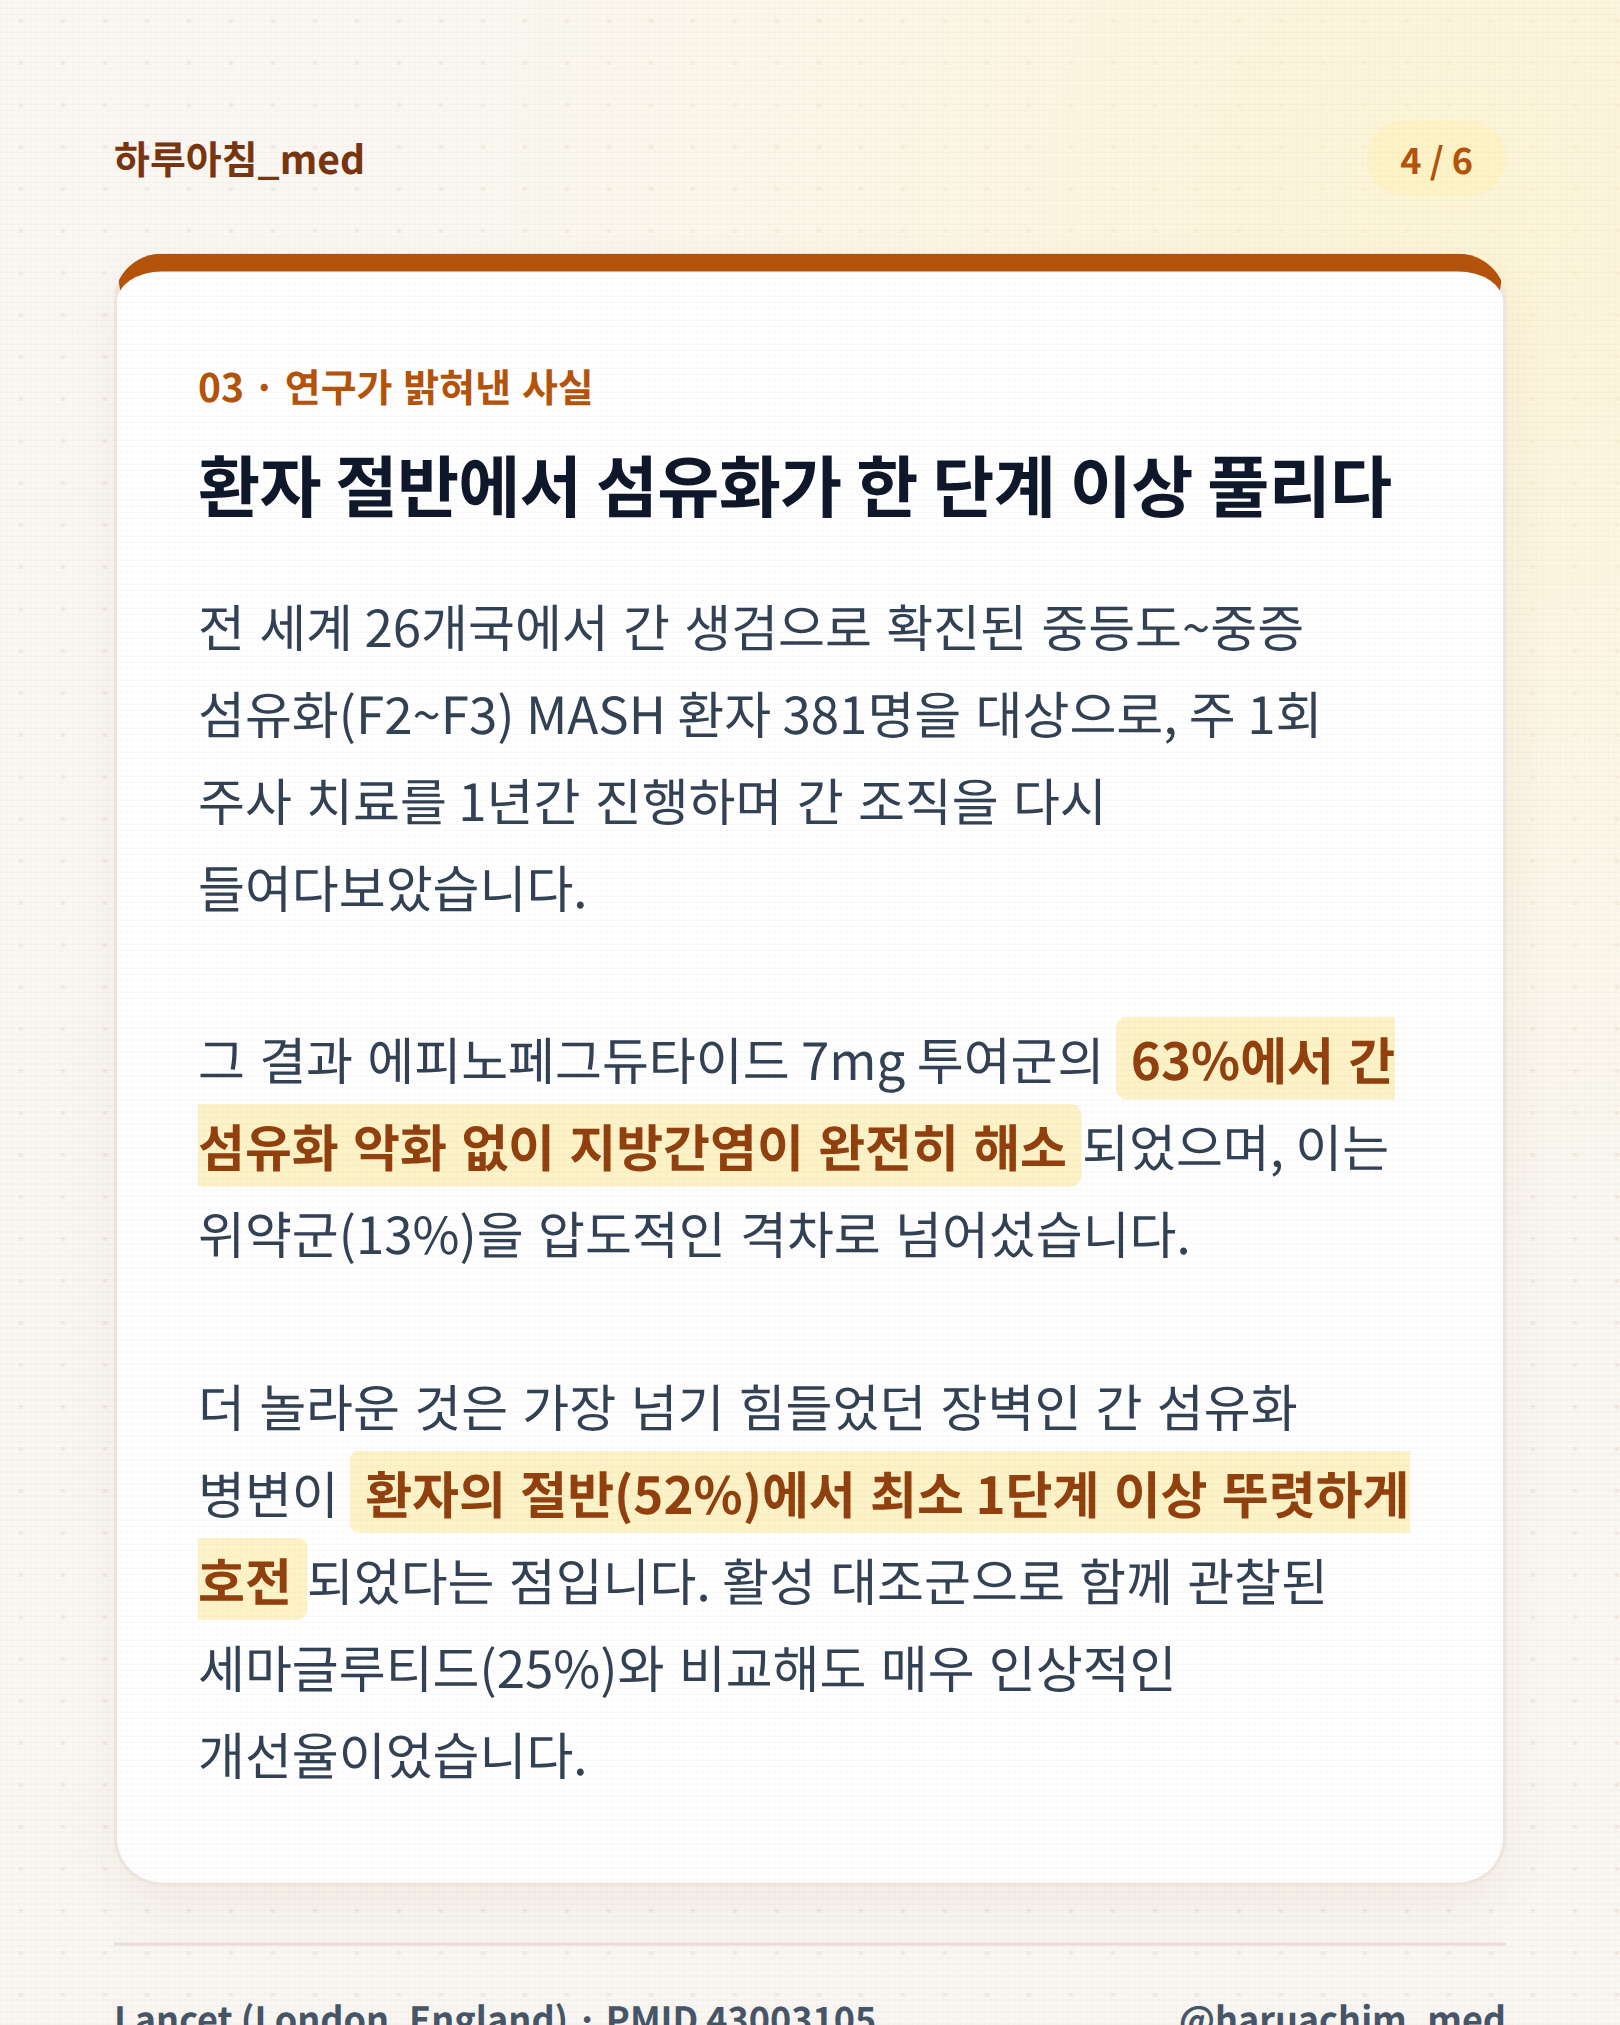 하루아침_med
4 / 6
03 · 연구가 밝혀낸 사실
환자 절반에서 섬유화가 한 단계 이상 풀리다
전 세계 26개국에서 간 생검으로 확진된 중등도~중증
섬유화(F2~F3) MASH 환자 381명을 대상으로, 주 1회
주사 치료를 1년간 진행하며 간 조직을 다시
들여다보았습니다.
그 결과 에피노페그듀타이드 7mg 투여군의 63%에서 간
섬유화 악화 없이 지방간염이 완전히 해소 되었으며, 이는
위약군(13%)을 압도적인 격차로 넘어섰습니다.
더 놀라운 것은 가장 넘기 힘들었던 장벽인 간 섬유화
병변이 환자의 절반(52%)에서 최소 1단계 이상 뚜렷하게
호전 되었다는 점입니다. 활성 대조군으로 함께 관찰된
세마글루티드(25%)와 비교해도 매우 인상적인
개선율이었습니다.
Lancet (London, England) · PMID 43003105
@haruachim_med